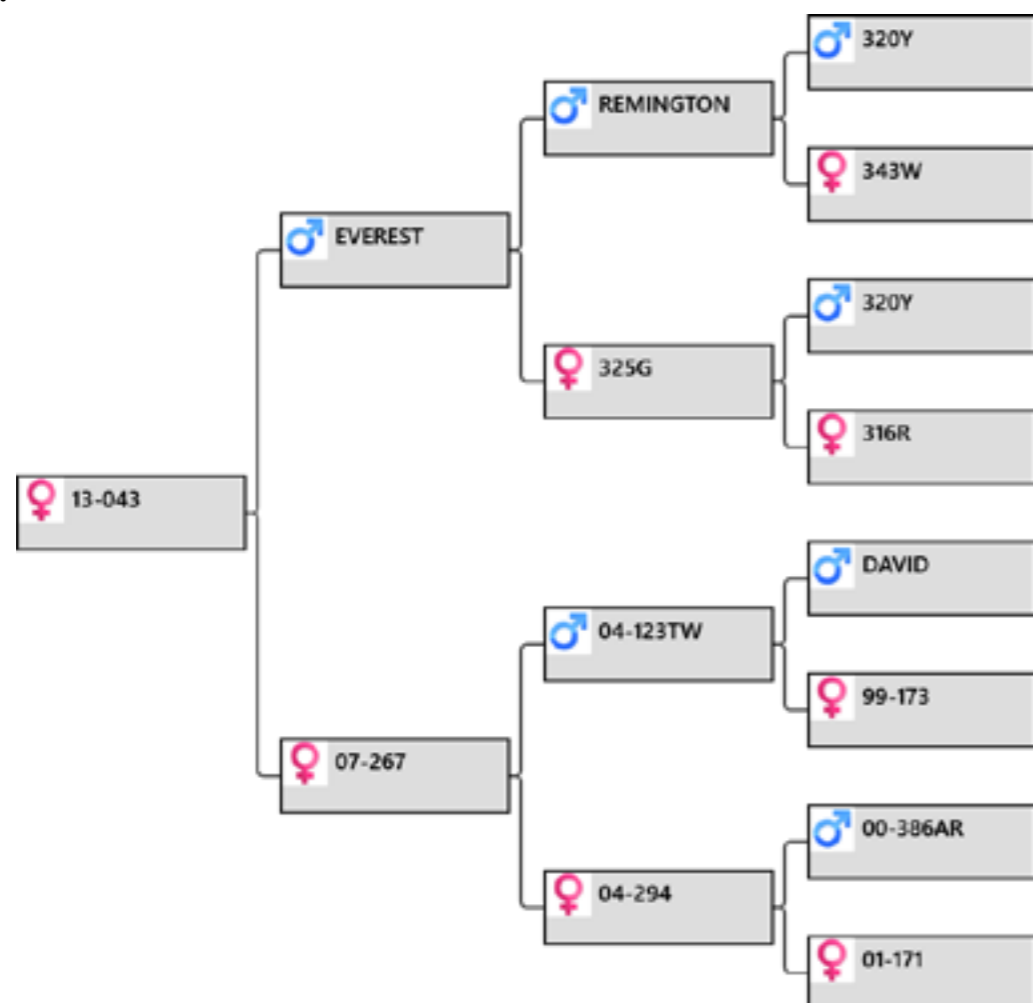 320Y
REMINGTON
343W
EVEREST
320Y
325G
316R
13-043
DAVID
04-123TW
99-173
07-267
00-386AR
04-294
01-171